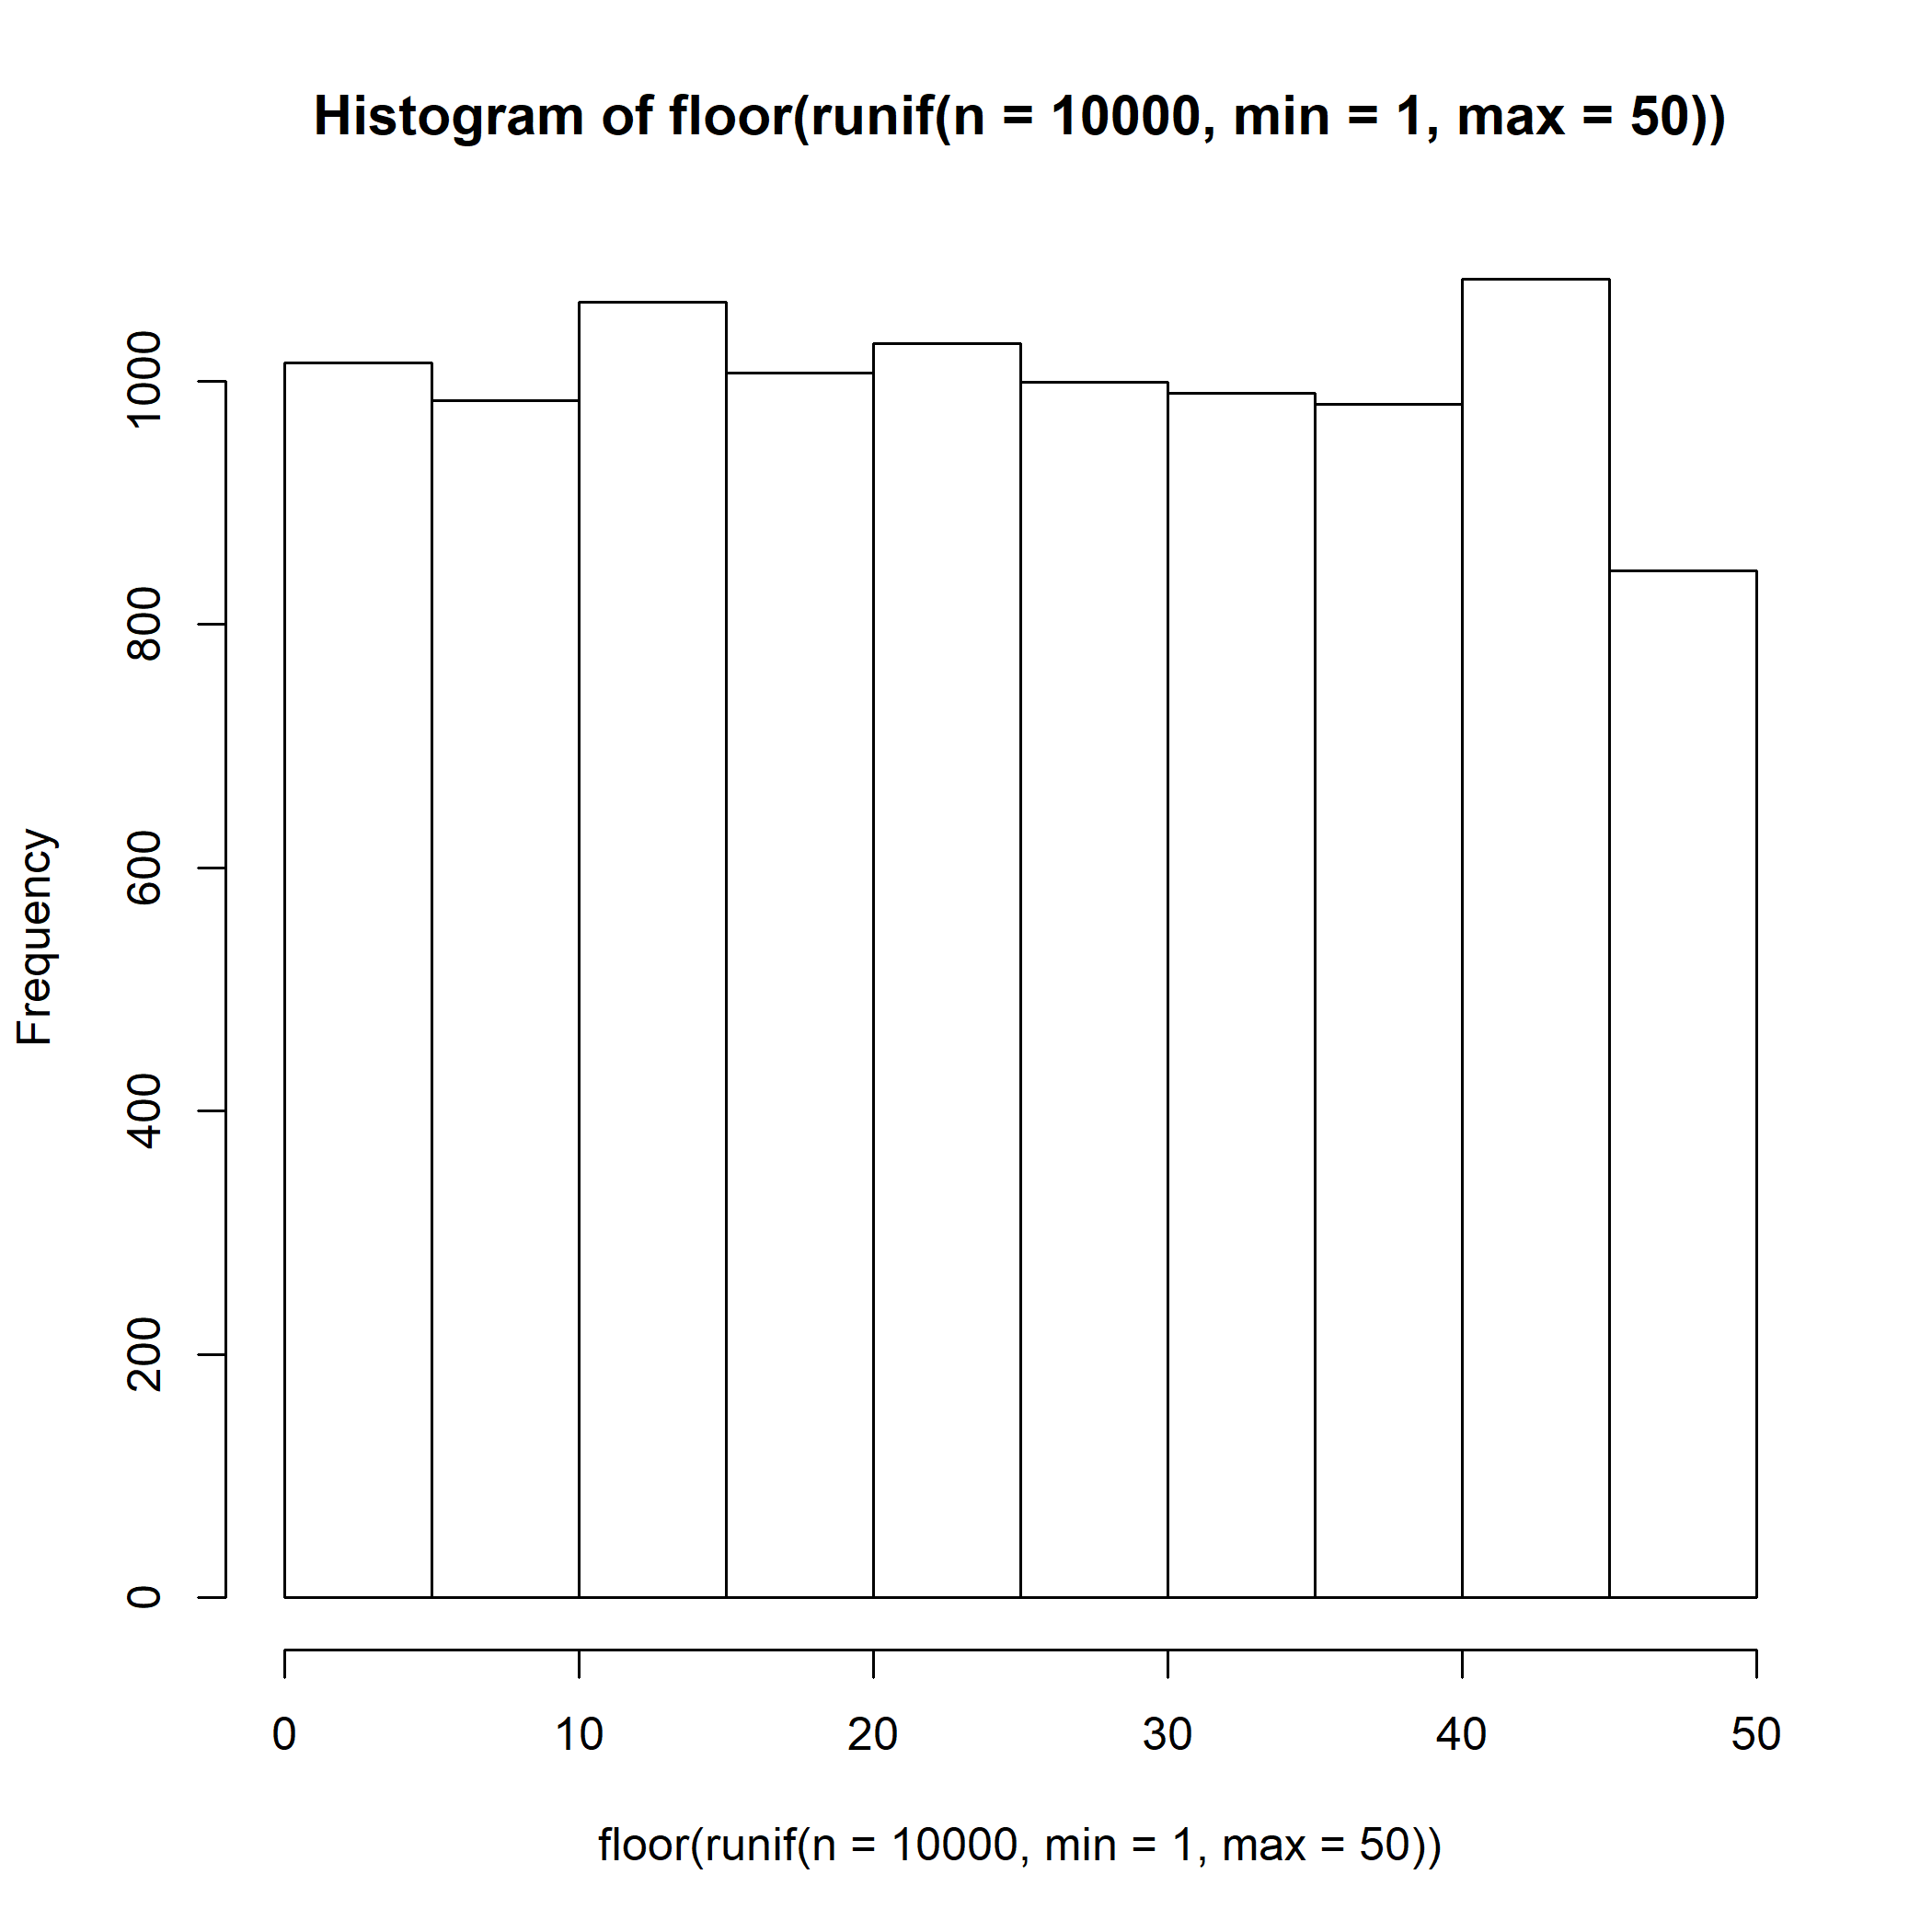 Histogram of floor(runif(n = 10000, min = 1, max = 50))
Frequency
1000
800
600
400
200
0
0 10 20 30 40 50
floor(runif(n = 10000, min = 1, max = 50))